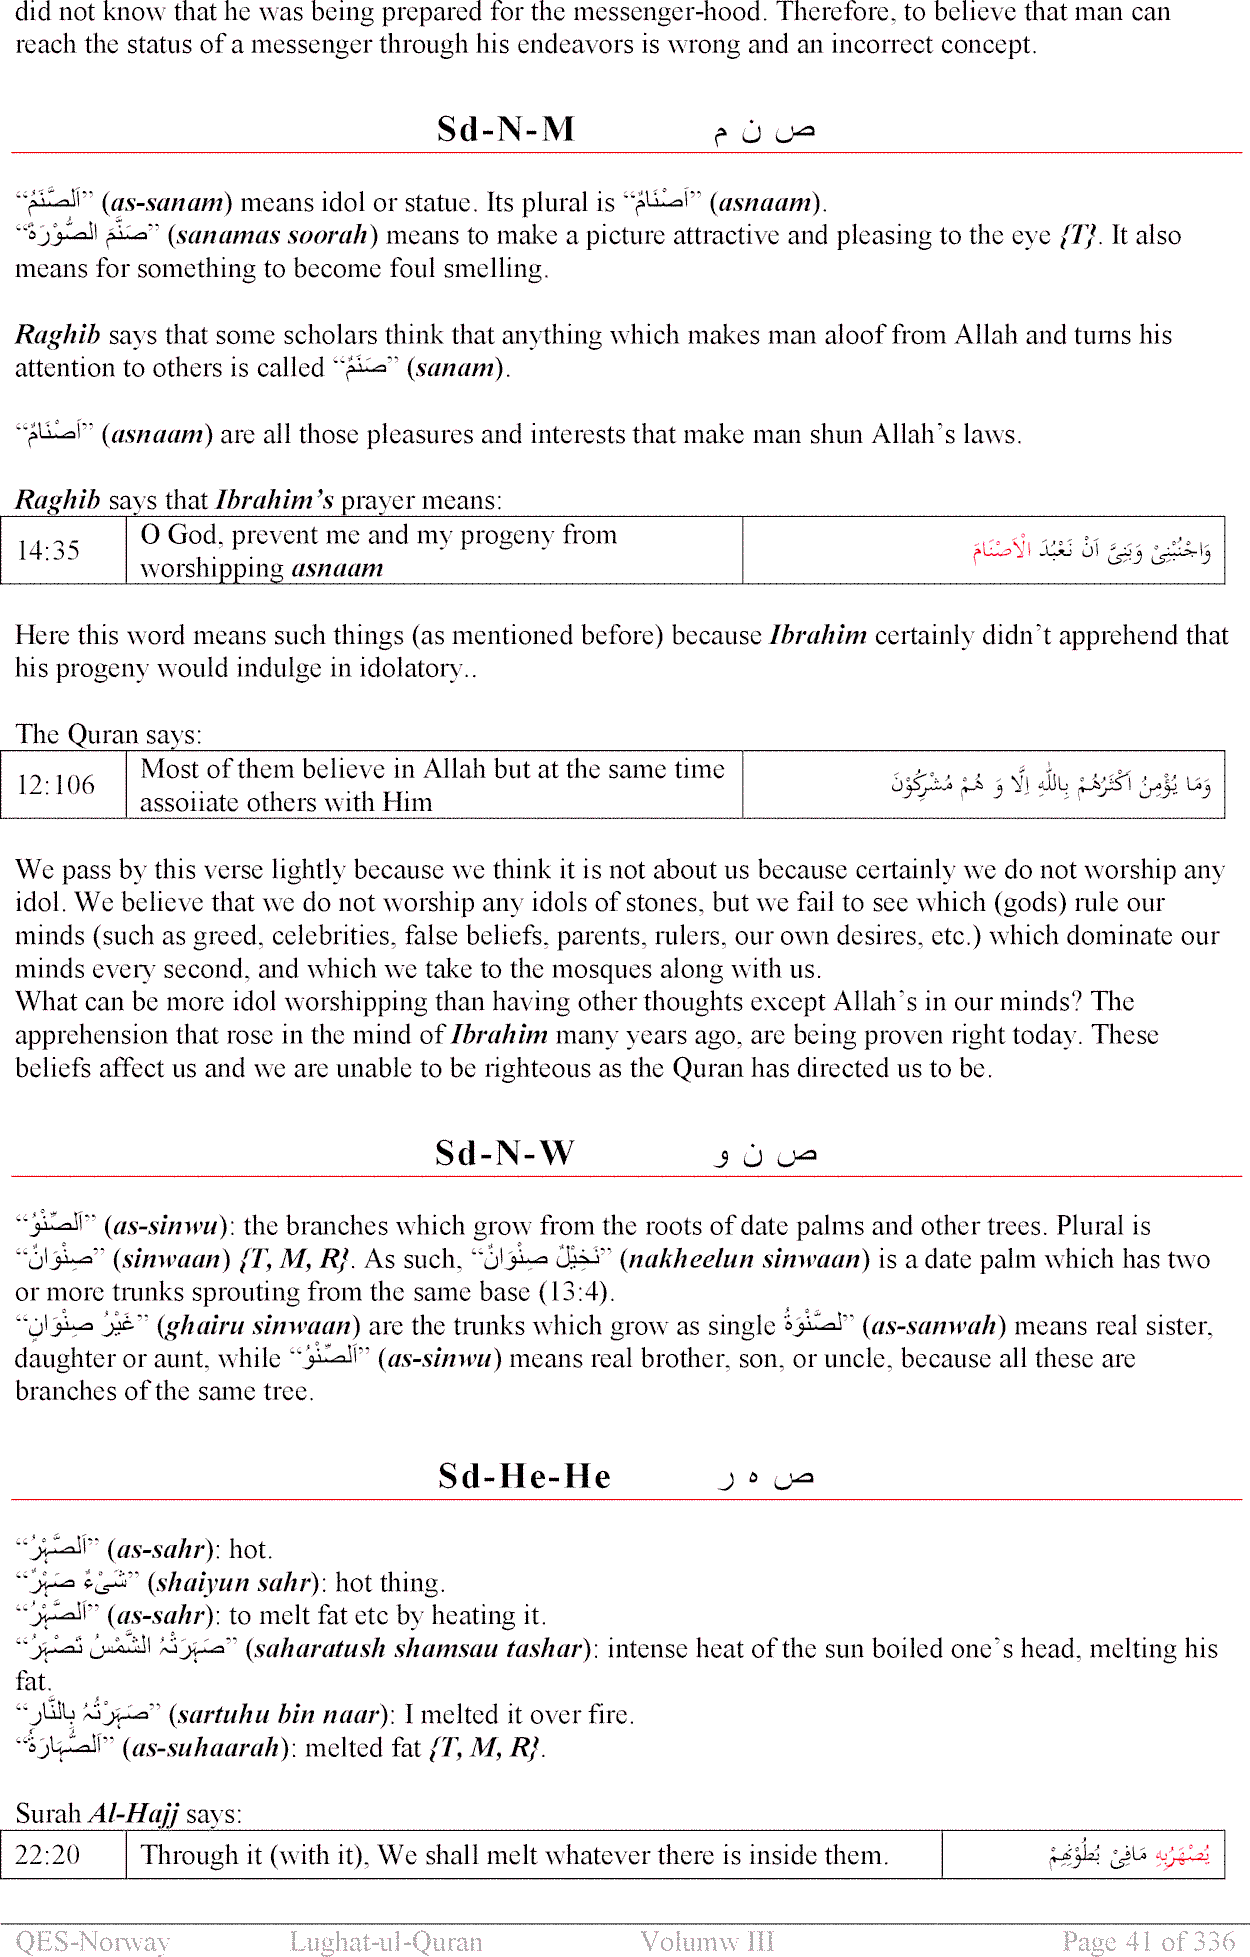 did not know that he was being prepared for the messenger-hood. Therefore, to believe that man can
reach the status of a messenger through his endeavors is wrong and an incorrect concept.
Sd-N-M ص ن م
“اَلصَّنَمُ” (as-sanam) means idol or statue. Its plural is “اَصْنَامٌ” (asnaam).
“صَنَّمَ الصُّوْرَةَ” (sanamas soorah) means to make a picture attractive and pleasing to the eye {T}. It also
means for something to become foul smelling.
Raghib says that some scholars think that anything which makes man aloof from Allah and turns his
attention to others is called “صَنَمٌ” (sanam).
“اَصْنَامٌ” (asnaam) are all those pleasures and interests that make man shun Allah’s laws.
Raghib says that Ibrahim’s prayer means:
14:35 O God, prevent me and my progeny from
worshipping asnaam وَاجْنُبْنِیْ وَبَنِیَّ اَنْ نَعْبُدَ الْاَصْنَامَ
Here this word means such things (as mentioned before) because Ibrahim certainly didn’t apprehend that
his progeny would indulge in idolatory..
The Quran says:
12:106 Most of them believe in Allah but at the same time
assoiiate others with Him وَمَا يُؤْمِنُ اَكْثَرُهُمْ بِاللّٰهِ اِلَّا وَ هُمْ مُشْرِكُوْنَ
We pass by this verse lightly because we think it is not about us because certainly we do not worship any
idol. We believe that we do not worship any idols of stones, but we fail to see which (gods) rule our
minds (such as greed, celebrities, false beliefs, parents, rulers, our own desires, etc.) which dominate our
minds every second, and which we take to the mosques along with us.
What can be more idol worshipping than having other thoughts except Allah’s in our minds? The
apprehension that rose in the mind of Ibrahim many years ago, are being proven right today. These
beliefs affect us and we are unable to be righteous as the Quran has directed us to be.
Sd-N-W ص ن و
“اَلصِّنْوُ” (as-sinwu): the branches which grow from the roots of date palms and other trees. Plural is
“صِنْوَانٌ” (sinwaan) {T, M, R}. As such, “نَخِيْلٌ صِنْوَانٌ” (nakheelun sinwaan) is a date palm which has two
or more trunks sprouting from the same base (13:4).
“غَيْرُ صِنْوَانٍ” (ghairu sinwaan) are the trunks which grow as single لصَّنْوَةُ” (as-sanwah) means real sister,
daughter or aunt, while “اَلصِّنْوُ” (as-sinwu) means real brother, son, or uncle, because all these are
branches of the same tree.
Sd-He-He ص ہ ر
“اَلصَّہْرُ” (as-sahr): hot.
“شَیْءٌ صَہْرٌ” (shaiyun sahr): hot thing.
“اَلصَّہْرُ” (as-sahr): to melt fat etc by heating it.
“صَہَرَتْہُ الشَّمْسُ تَصْہَرُ” (saharatush shamsau tashar): intense heat of the sun boiled one’s head, melting his
fat.
“صَہَرْتُہُ بِالنَّارِ” (sartuhu bin naar): I melted it over fire.
“اَلصُّہَارَةُ” (as-suhaarah): melted fat {T, M, R}.
Surah Al-Hajj says:
22:20 Through it (with it), We shall melt whatever there is inside them. يُصْهَرُبِهِ مَافِیْ بُطُوْنِهِمْ
QES-Norway Lughat-ul-Quran Volumw III Page 41 of 336